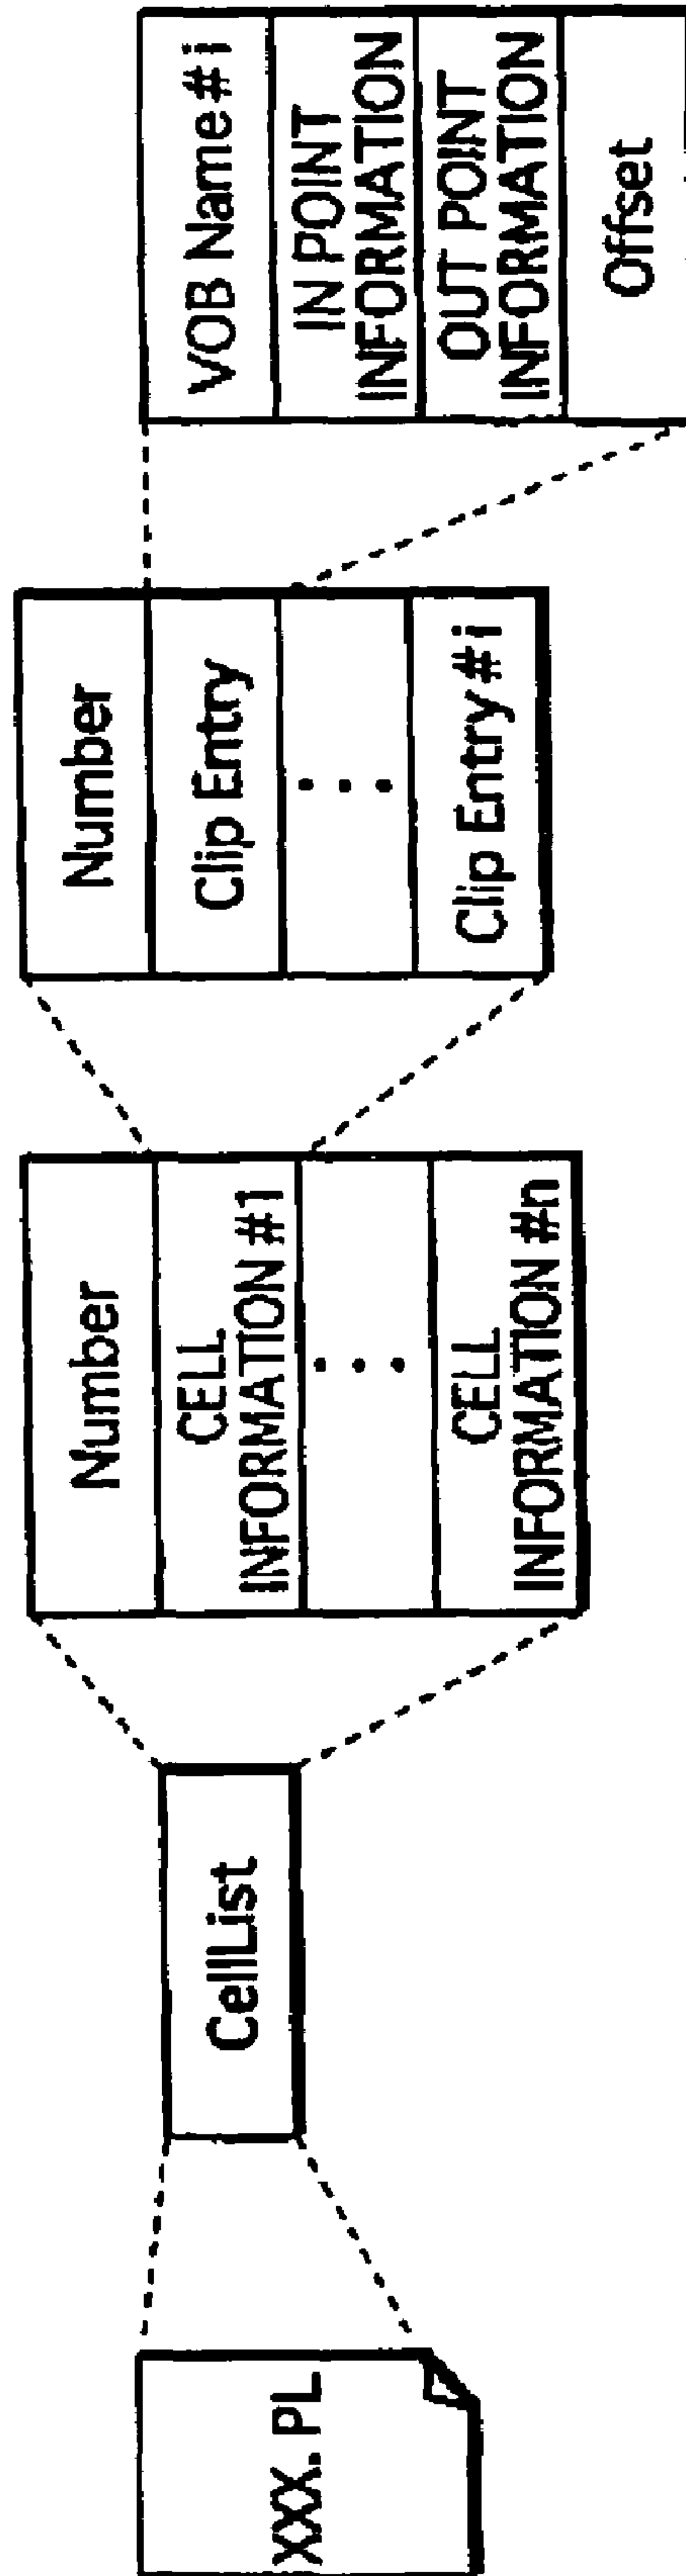 XXX. PL
CellList
Number
CELL
INFORMATION #1
...
CELL
INFORMATION #n
Number
Clip Entry
...
Clip Entry#i
VOB Name#i
IN POINT
INFORMATION
OUT POINT
INFORMATION
Offset